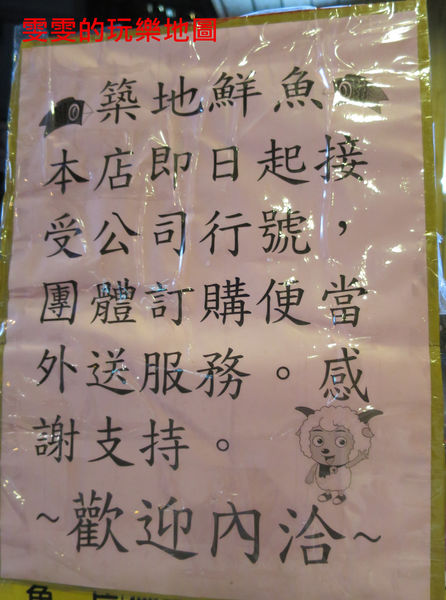 雯雯的玩樂地圖
築地鮮魚
本店即日起接
受公司行號，
團體訂購便當
外送服務。感
謝支持。
~歡迎內洽~